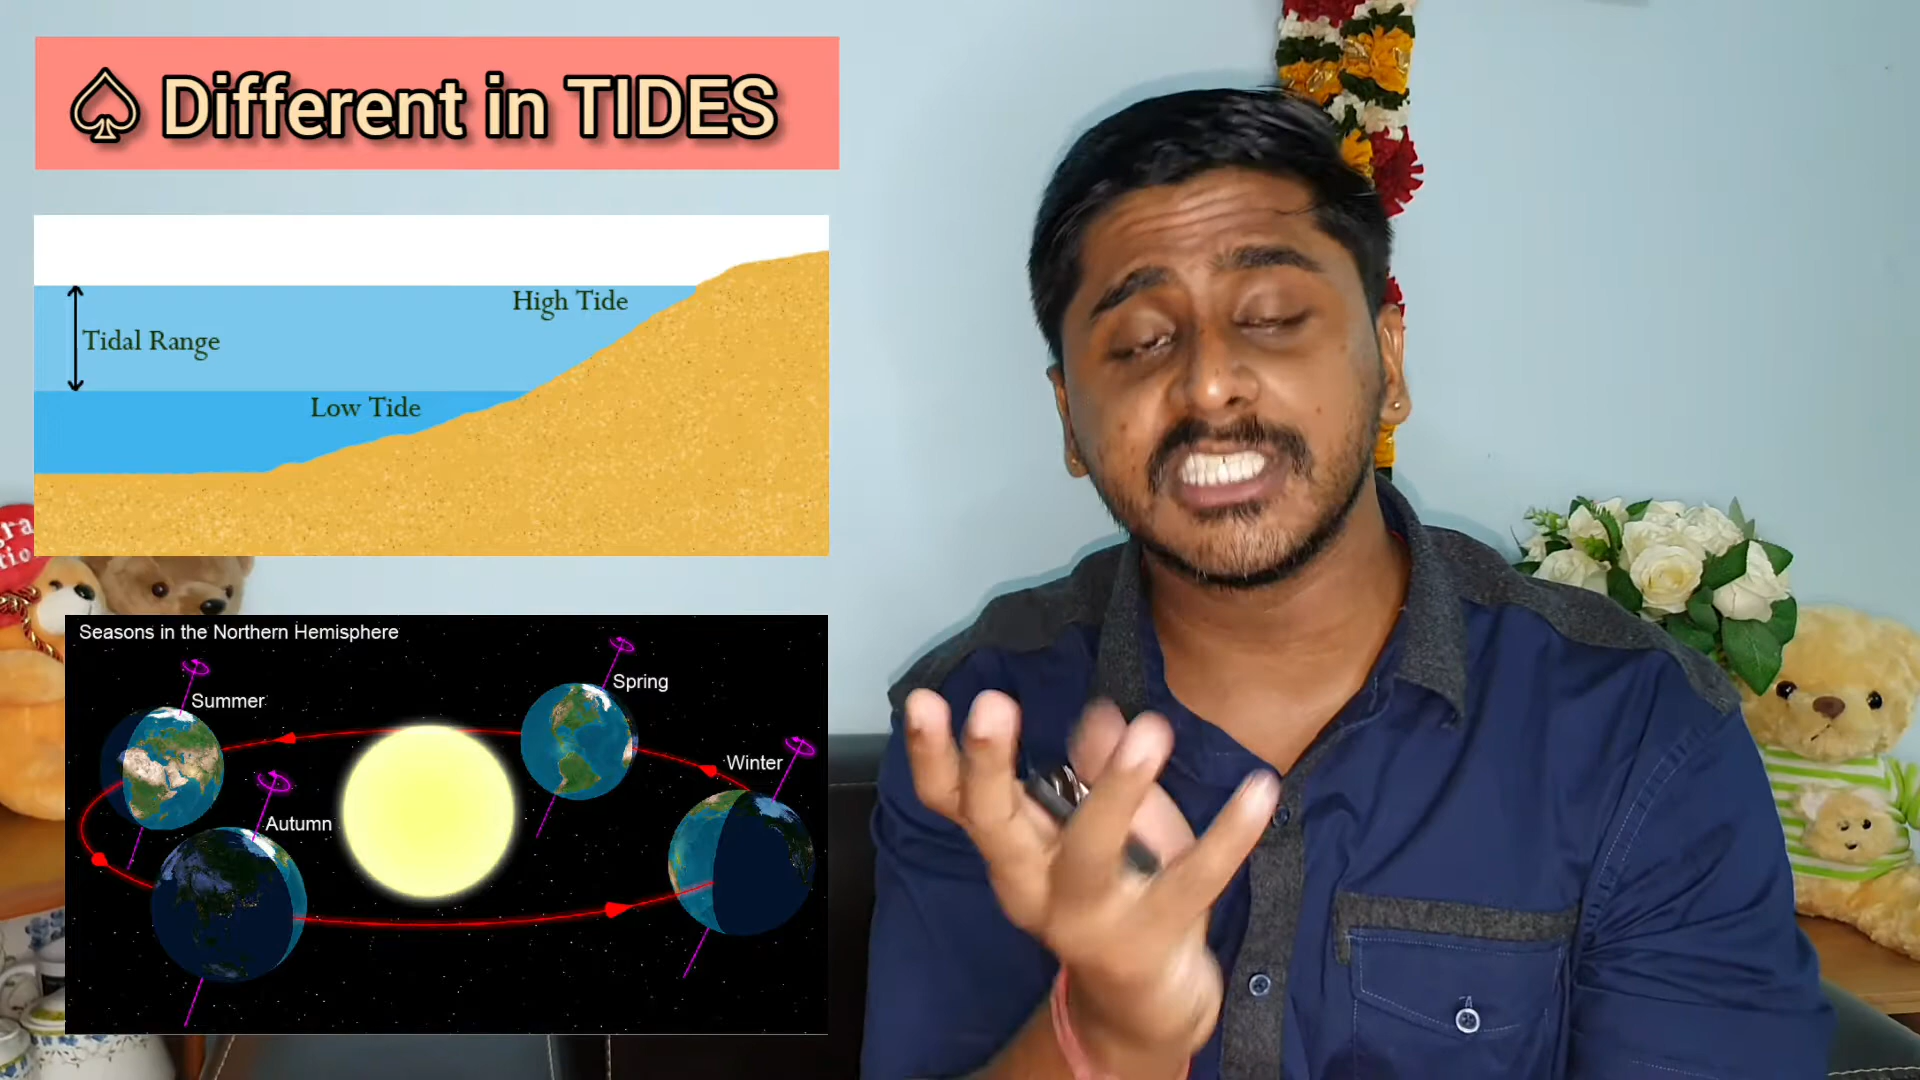 ♤ Different in TIDES
High Tide
Tidal Range
Low Tide
Seasons in the Northern Hemisphere
Summer
Spring
Winter
Autumn